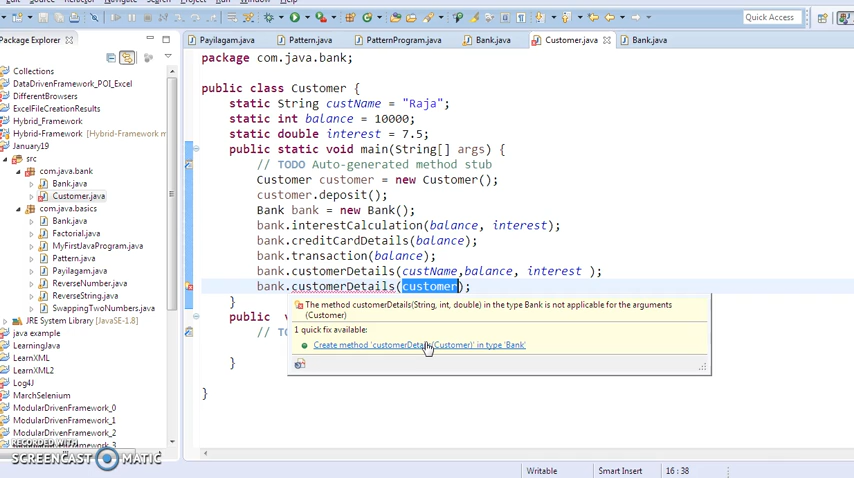 Quick Access
Package Explorer
Payilagam.java
Pattern.java
PatternProgram.java
Bank.java
Customer.java
Bank.java
Collections
DataDrivenFramework_POI_Excel
DifferentBrowsers
ExcelFileCreationResults
Hybrid_Framework
Hybrid-Framework [Hybrid-Framework
January19
src
com.java.bank
Bank.java
Customer.java
com.java.basics
Bank.java
Factorial.java
MyFirstJavaProgram.java
Pattern.java
Payilagam.java
ReverseNumber.java
ReverseString.java
SwappingTwoNumbers.java
JRE System Library [JavaSE-1.8]
java example
LearningJava
LearnXML
LearnXML2
Log4J
MarchSelenium
ModularDrivenFramework_0
ModularDrivenFramework_1
ModularDrivenFramework_2
package com.java.bank;
public class Customer {
static String custName = "Raja";
static int balance = 10000;
static double interest = 7.5;
public static void main(String[] args) {
// TODO Auto-generated method stub
Customer customer = new Customer();
customer.deposit();
Bank bank = new Bank();
bank.interestCalculation(balance, interest);
bank.creditCardDetails(balance);
bank.transaction(balance);
bank.customerDetails(custName,balance, interest );
bank.customerDetails(customer);
}
public v
// T
}
}
The method customerDetails(String, int, double) in the type Bank is not applicable for the arguments
(Customer)
1 quick fix available:
Create method 'customerDetails(Customer)' in type 'Bank'
RECORDED WITH
SCREENCAST MATIC
Writable
Smart Insert
16 : 38